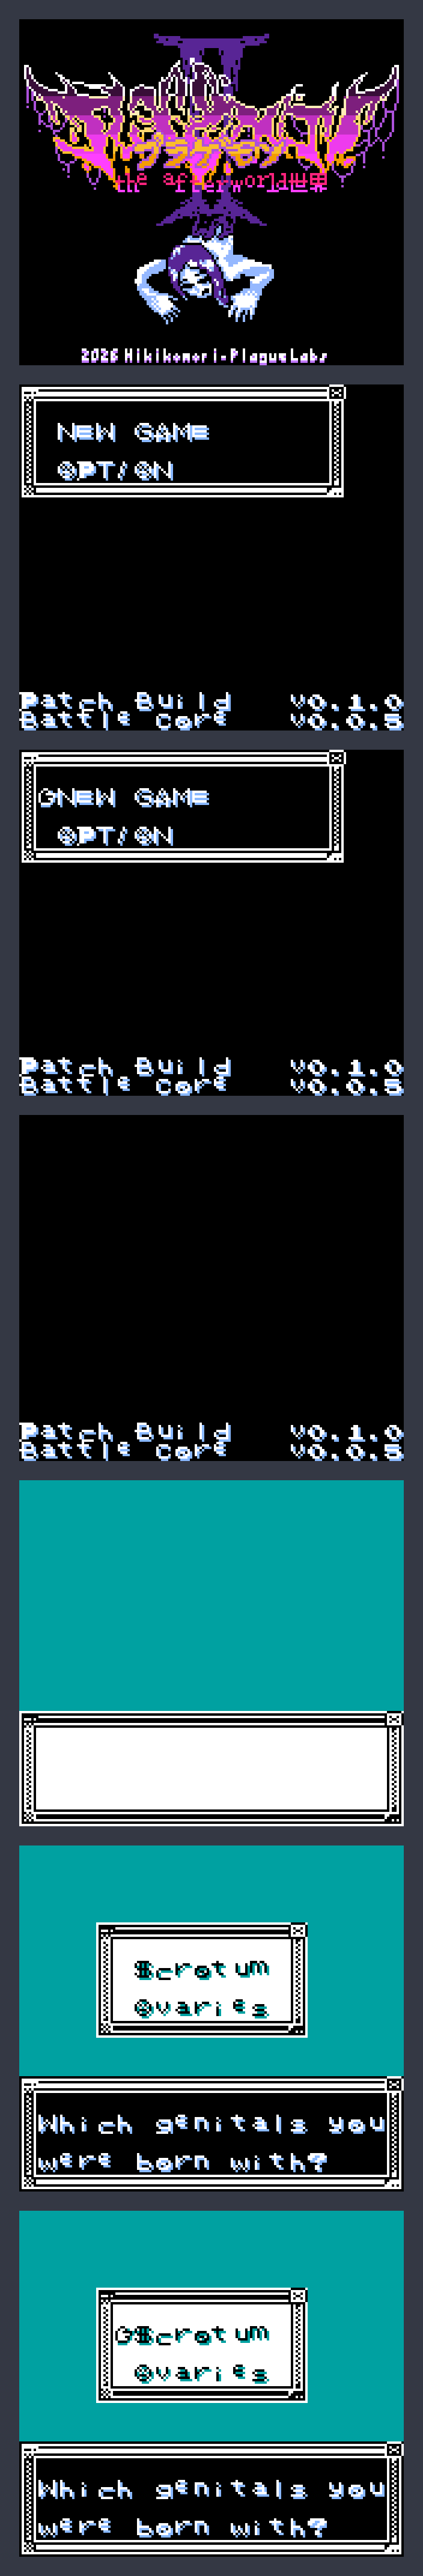 プラゲモン
the afterworld世界
2026 Hikikomori-PlagueLabs
NEW GAME
OPTION
Patch Build v0.1.0
Battle Core v0.0.5
NEW GAME
OPTION
Patch Build v0.1.0
Battle Core v0.0.5
Patch Build v0.1.0
Battle Core v0.0.5
Scrotum
Ovaries
Which genitals you
were born with?
Scrotum
Ovaries
Which genitals you
were born with?